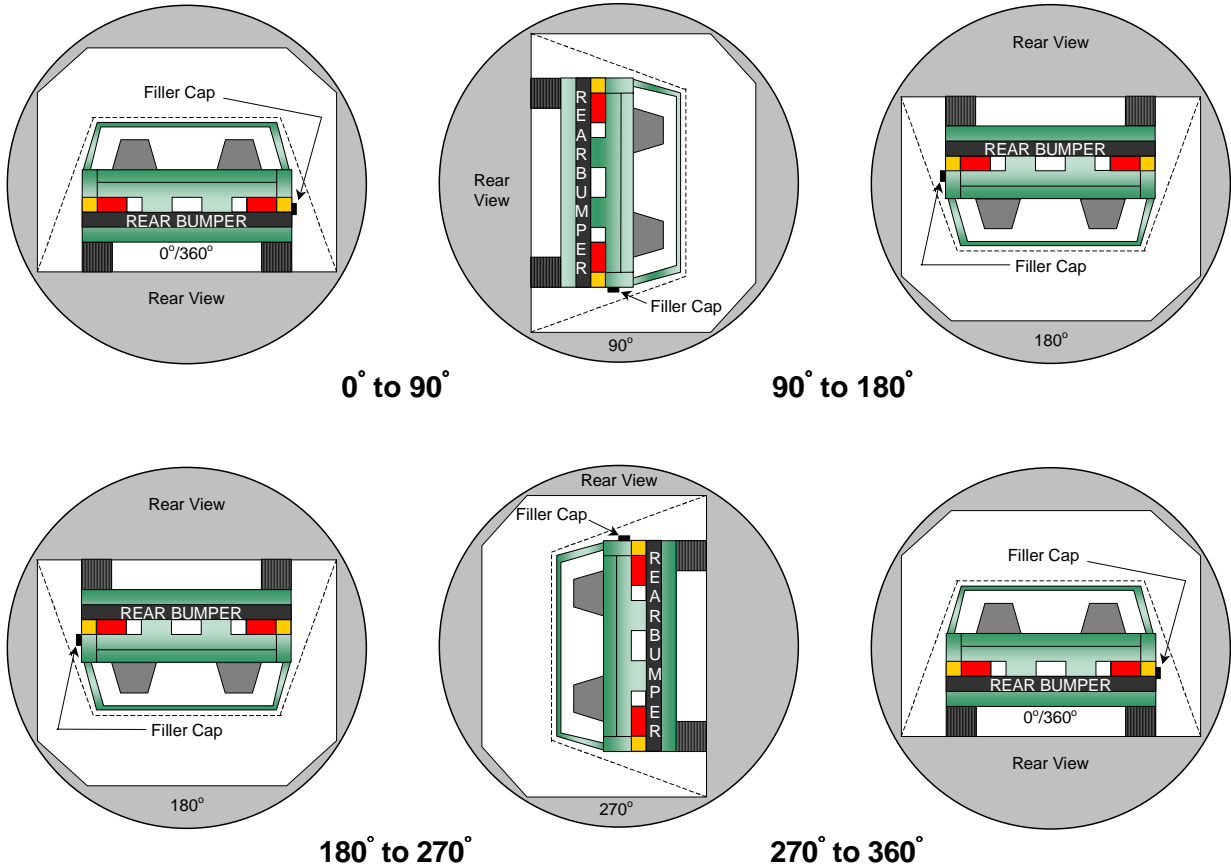 Filler Cap
REAR BUMPER
0°/360°
Rear View
Rear
View
REARBUMPER
Filler Cap
90°
Rear View
REAR BUMPER
Filler Cap
180°
0° to 90°
90° to 180°
Rear View
REAR BUMPER
Filler Cap
180°
Rear View
Filler Cap
REARBUMPER
270°
Filler Cap
REAR BUMPER
0°/360°
Rear View
180° to 270°
270° to 360°